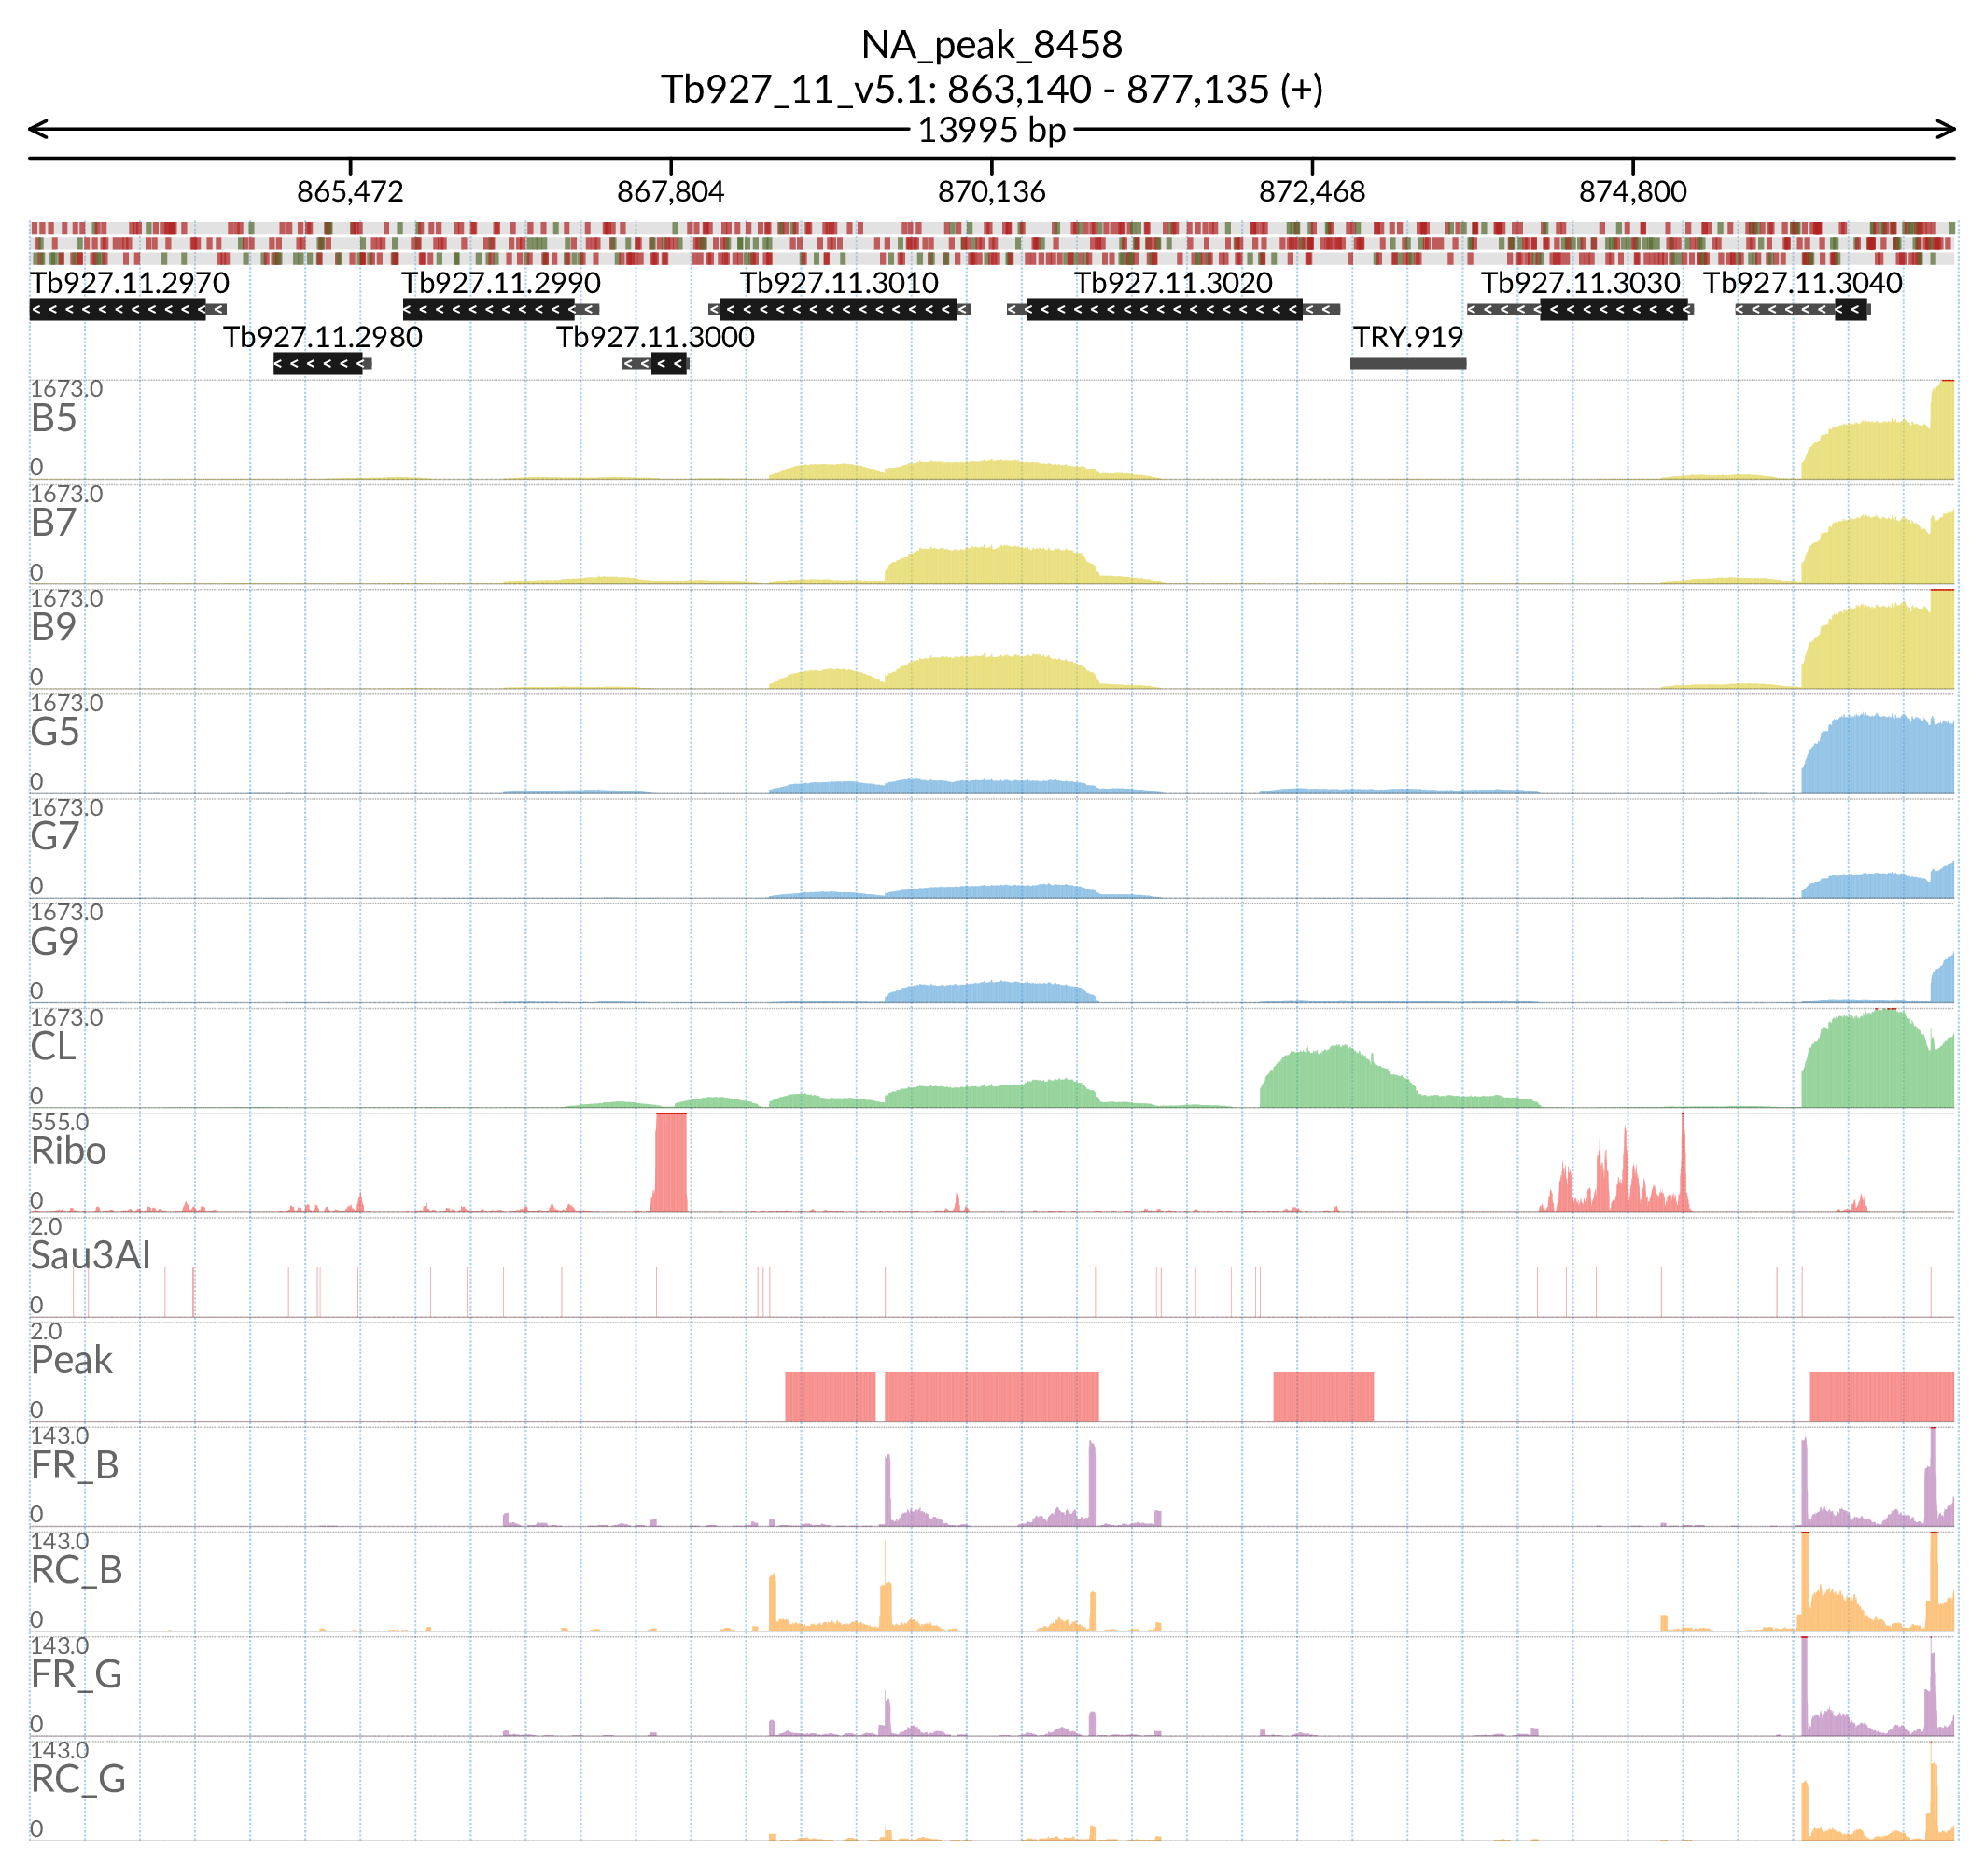 NA_peak_8458
Tb927_11_v5.1: 863,140 - 877,135 (+)
13995 bp
865,472 867,804 870,136 872,468 874,800
Tb927.11.2970 Tb927.11.2990 Tb927.11.3010 Tb927.11.3020 Tb927.11.3030 Tb927.11.3040
Tb927.11.2980 Tb927.11.3000 TRY.919
1673.0
B5
0
1673.0
B7
0
1673.0
B9
0
1673.0
G5
0
1673.0
G7
0
1673.0
G9
0
1673.0
CL
0
555.0
Ribo
0
2.0
Sau3AI
0
2.0
Peak
0
143.0
FR_B
0
143.0
RC_B
0
143.0
FR_G
0
143.0
RC_G
0